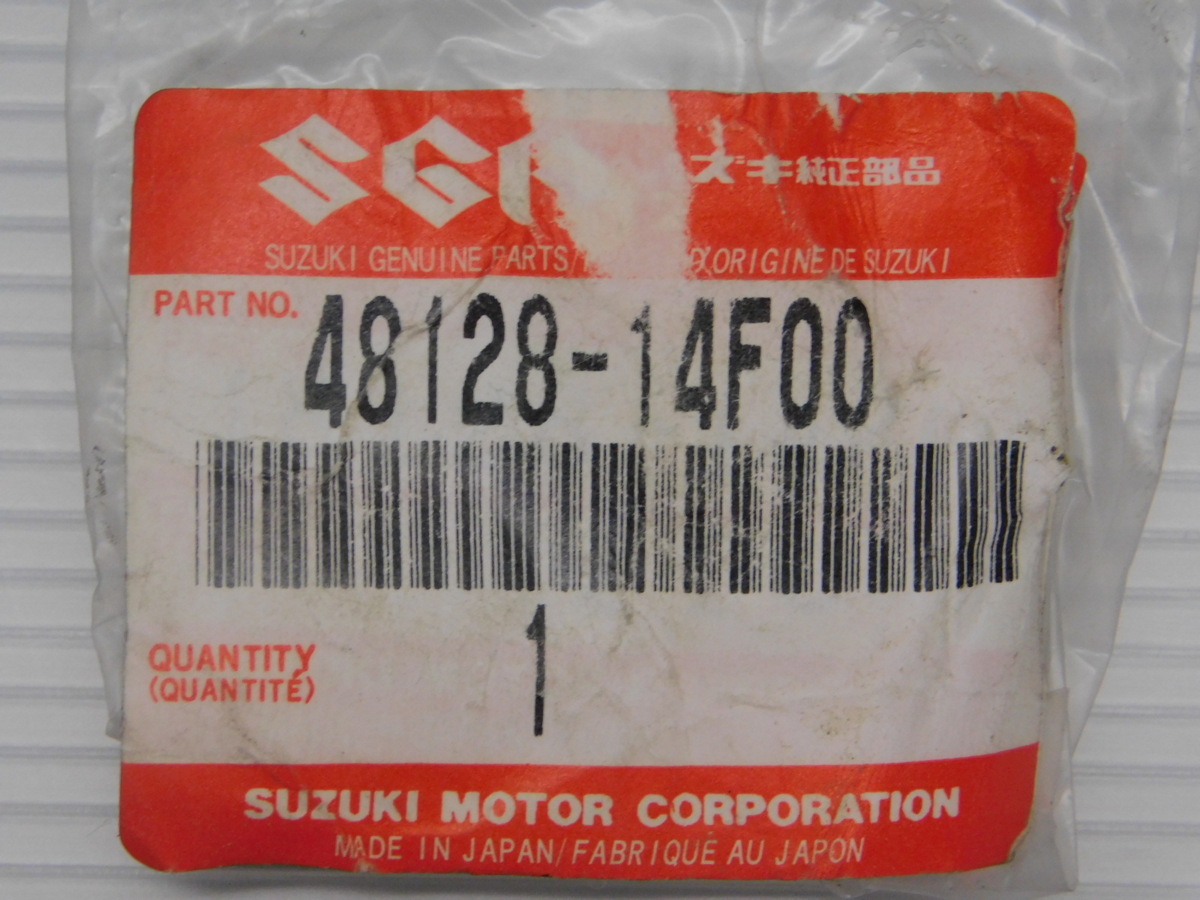 SG
ズキ純正部品
SUZUKI GENUINE PARTS/ D'ORIGINE DE SUZUKI
PART NO. 48128-14F00
1
QUANTITY
(QUANTITÉ)
SUZUKI MOTOR CORPORATION
MADE IN JAPAN/FABRIQUÉ AU JAPON